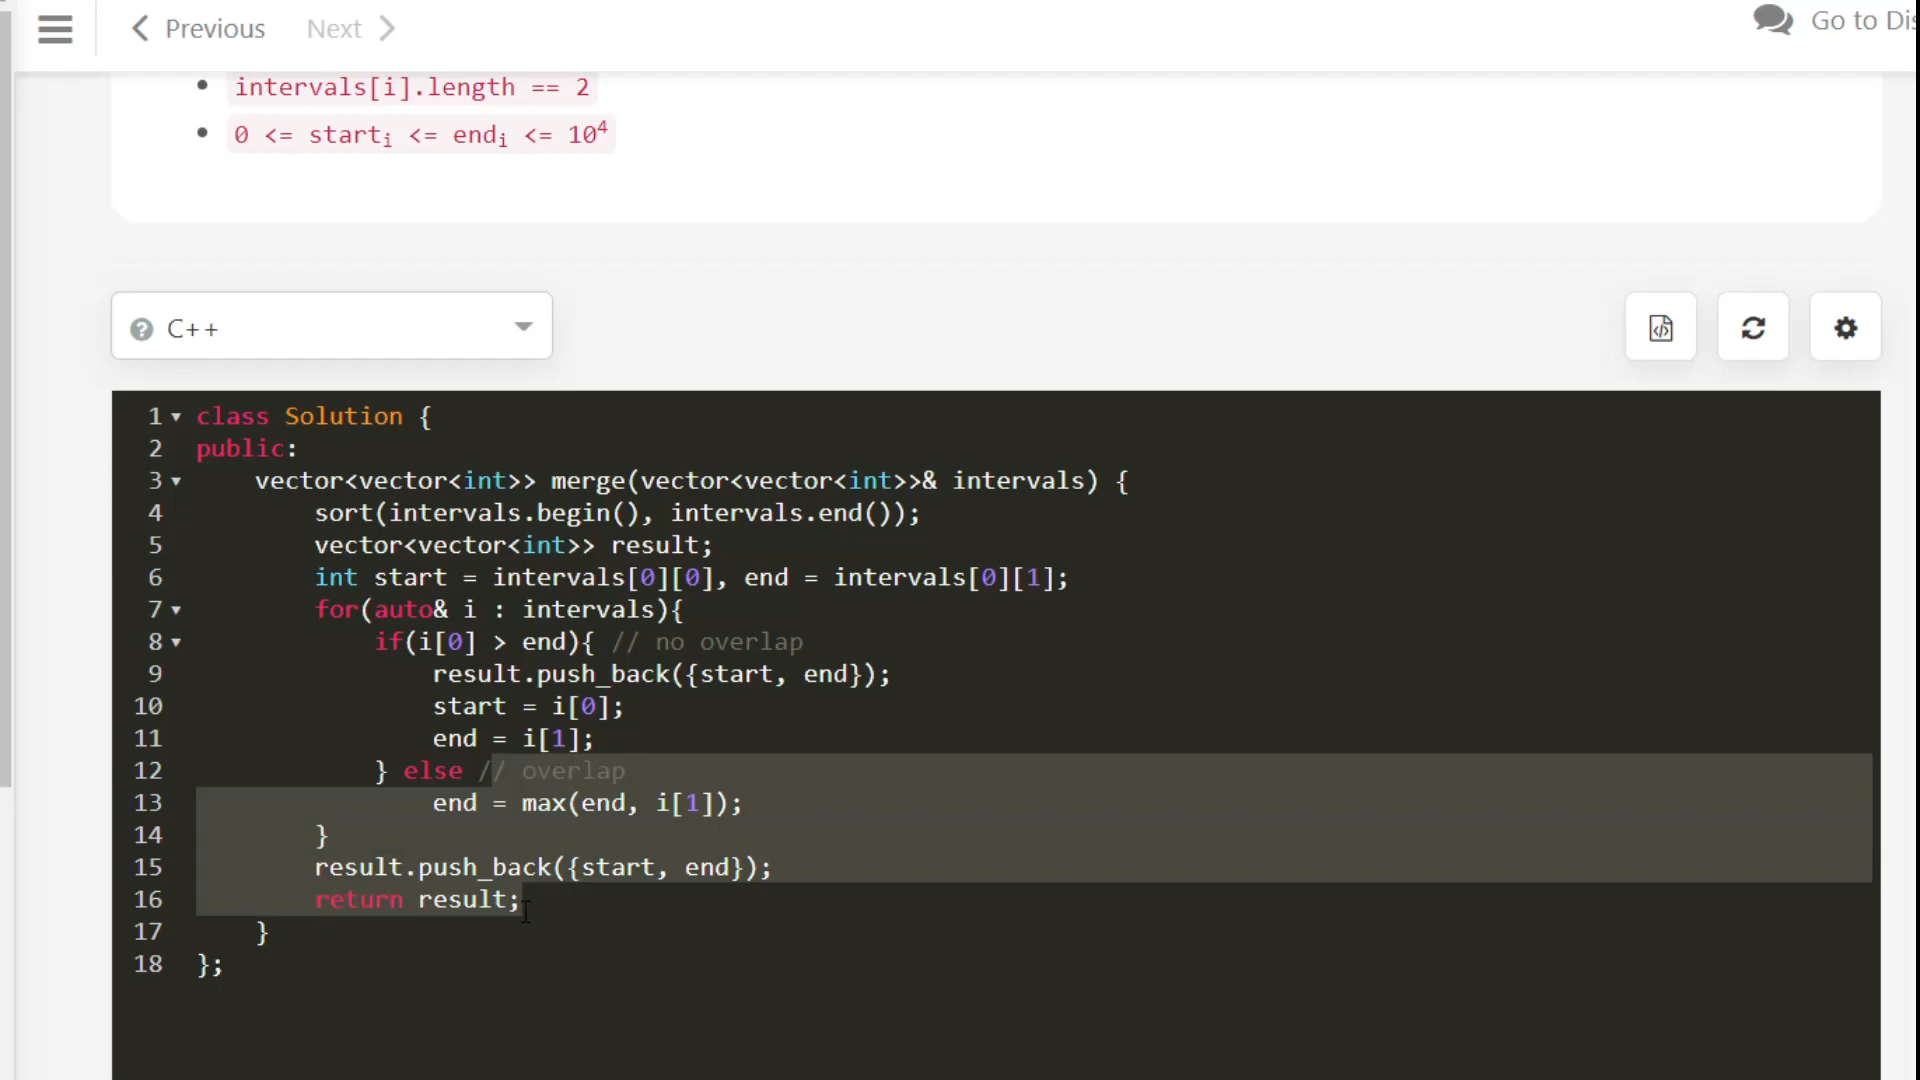 Previous Next Go to Dis
intervals[i].length == 2
0 <= startᵢ <= endᵢ <= 10⁴
C++
1 class Solution {
2 public:
3 vector<vector<int>> merge(vector<vector<int>>& intervals) {
4 sort(intervals.begin(), intervals.end());
5 vector<vector<int>> result;
6 int start = intervals[0][0], end = intervals[0][1];
7 for(auto& i : intervals){
8 if(i[0] > end){ // no overlap
9 result.push_back({start, end});
10 start = i[0];
11 end = i[1];
12 } else // overlap
13 end = max(end, i[1]);
14 }
15 result.push_back({start, end});
16 return result;
17 }
18 };